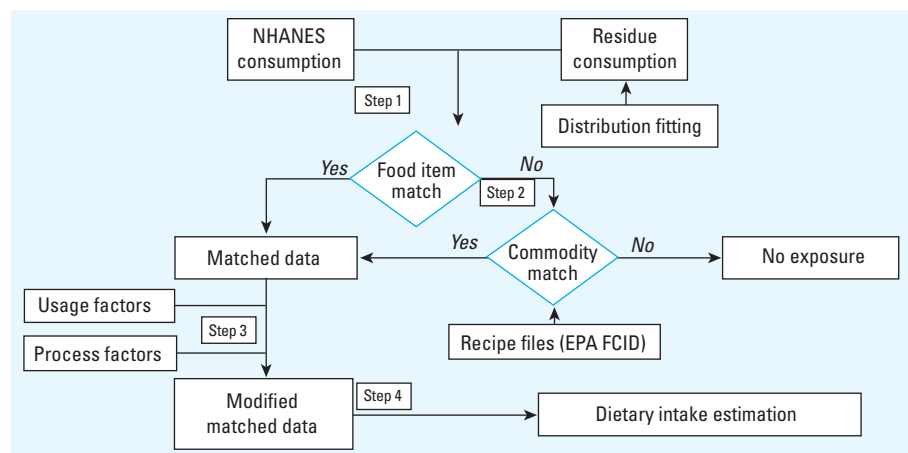 NHANES
consumption
Residue
consumption
Step 1
Distribution fitting
Yes
Food item
match
No
Step 2
Matched data
Yes
Commodity
match
No
No exposure
Usage factors
Step 3
Process factors
Recipe files (EPA FCID)
Modified
matched data
Step 4
Dietary intake estimation